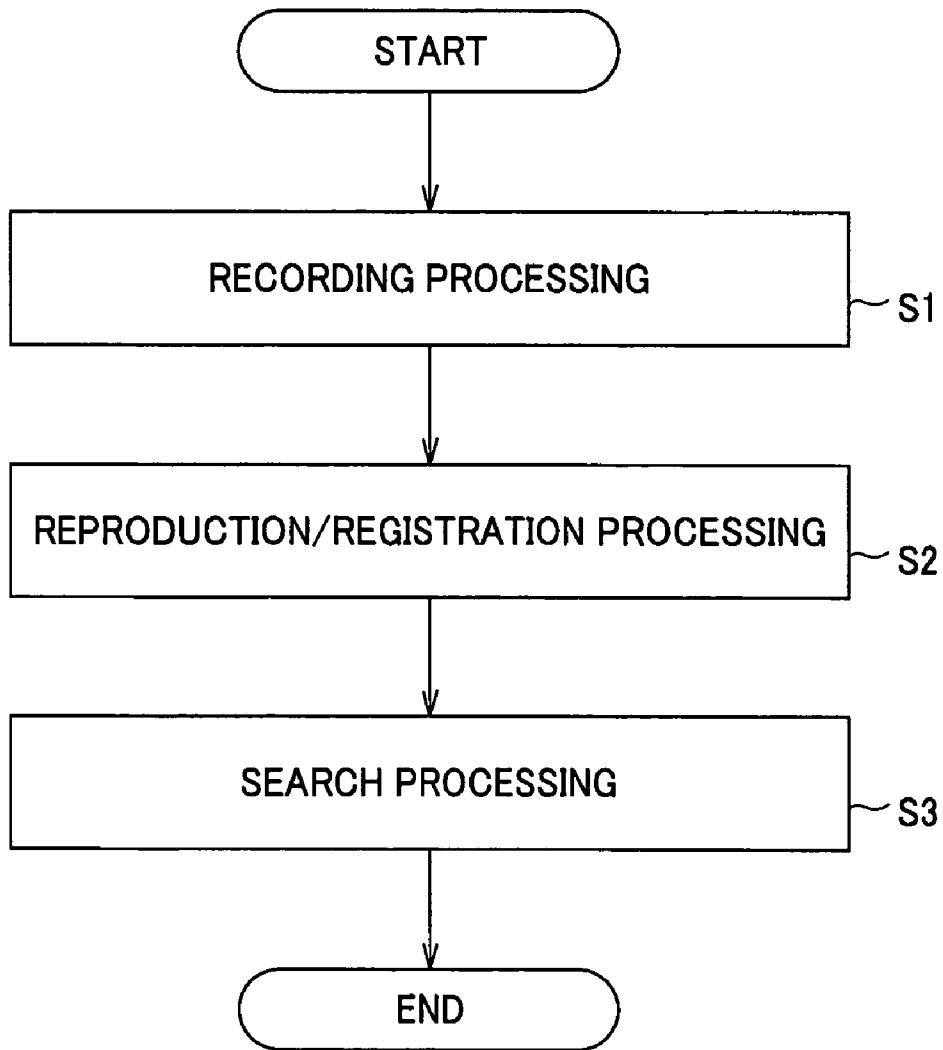 START
RECORDING PROCESSING
S1
REPRODUCTION/REGISTRATION PROCESSING
S2
SEARCH PROCESSING
S3
END